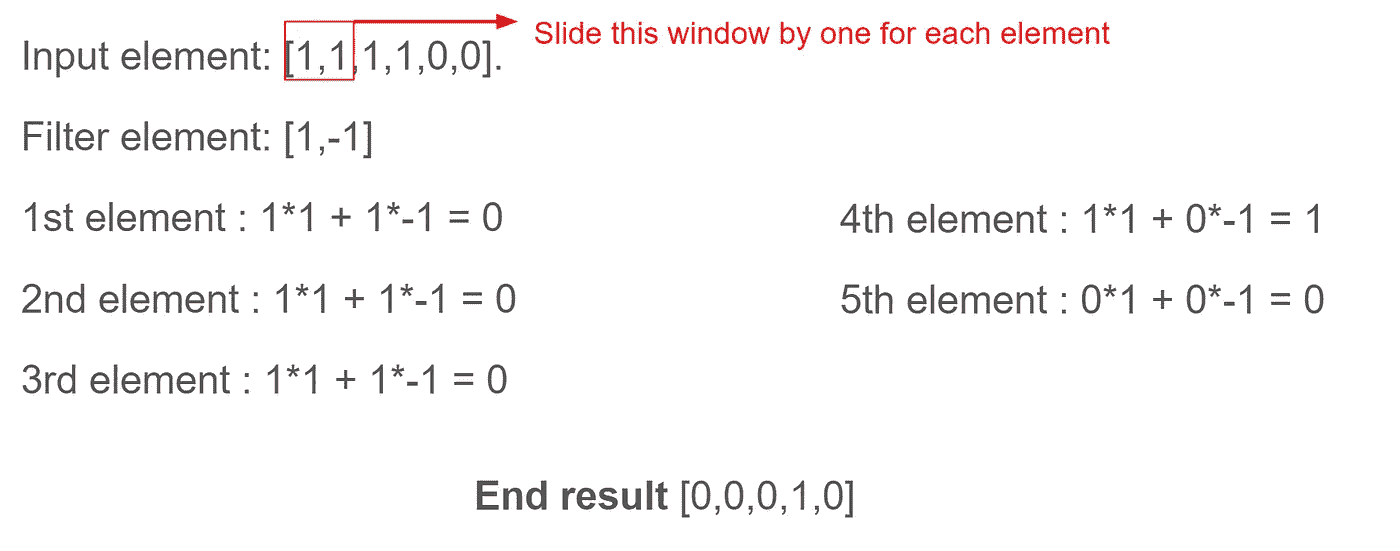 Input element: [1,1,1,1,0,0].
Slide this window by one for each element
Filter element: [1,-1]
1st element : 1*1 + 1*-1 = 0
2nd element : 1*1 + 1*-1 = 0
3rd element : 1*1 + 1*-1 = 0
4th element : 1*1 + 0*-1 = 1
5th element : 0*1 + 0*-1 = 0
End result [0,0,0,1,0]